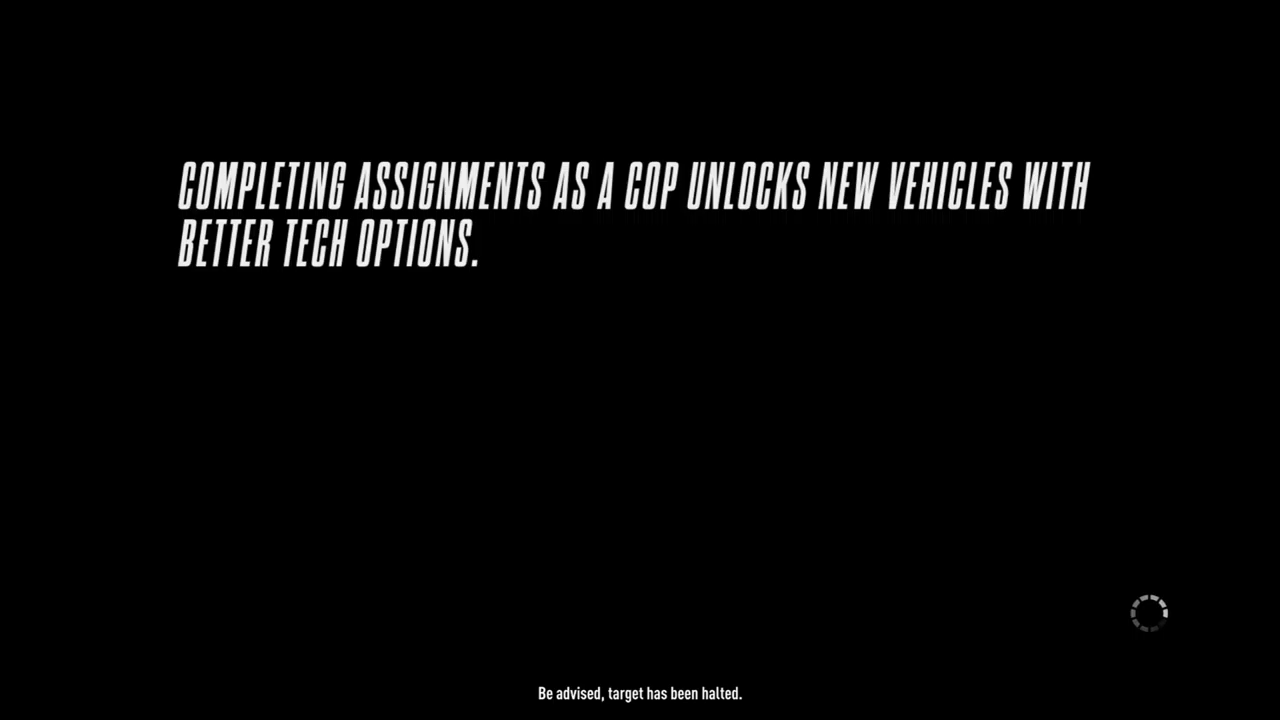 COMPLETING ASSIGNMENTS AS A COP UNLOCKS NEW VEHICLES WITH
BETTER TECH OPTIONS.
Be advised, target has been halted.